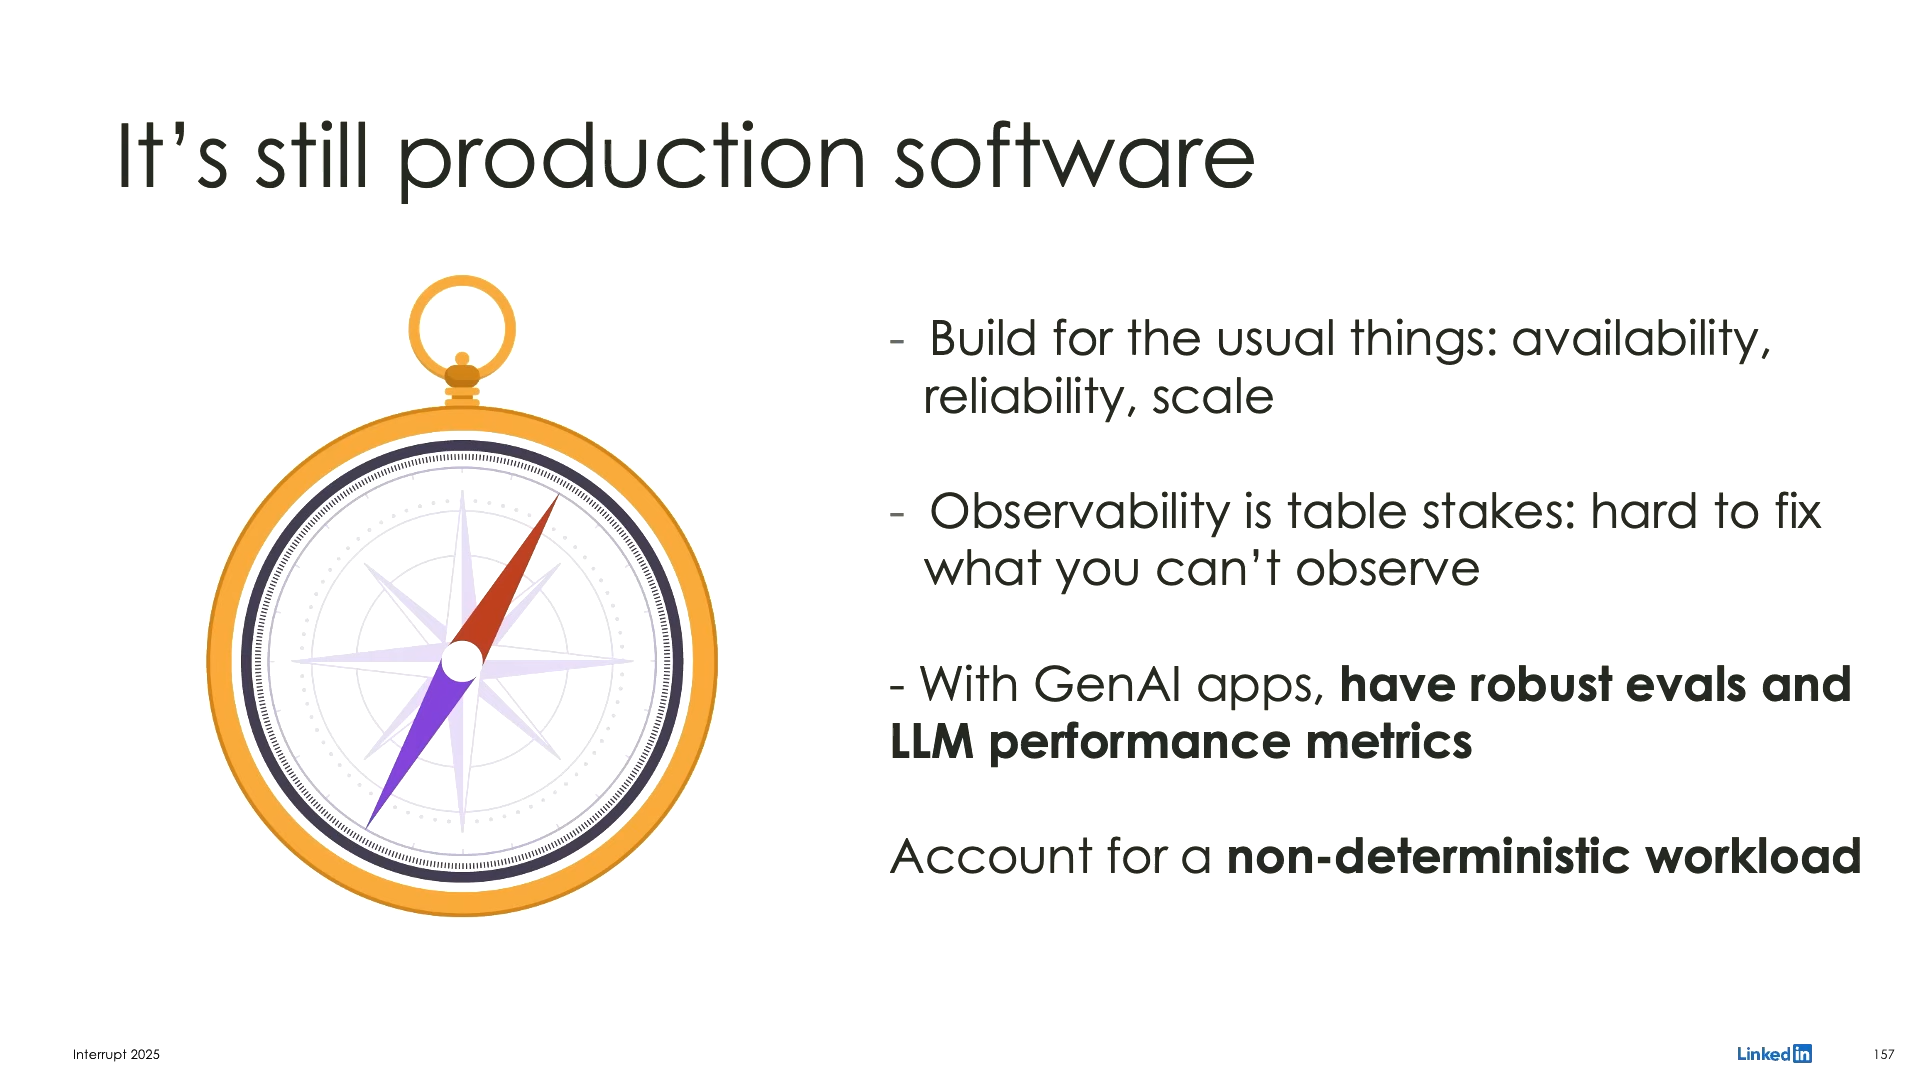 It’s still production software
- Build for the usual things: availability,
reliability, scale
- Observability is table stakes: hard to fix
what you can’t observe
- With GenAI apps, have robust evals and
LLM performance metrics
Account for a non-deterministic workload
Interrupt 2025
LinkedIn
157